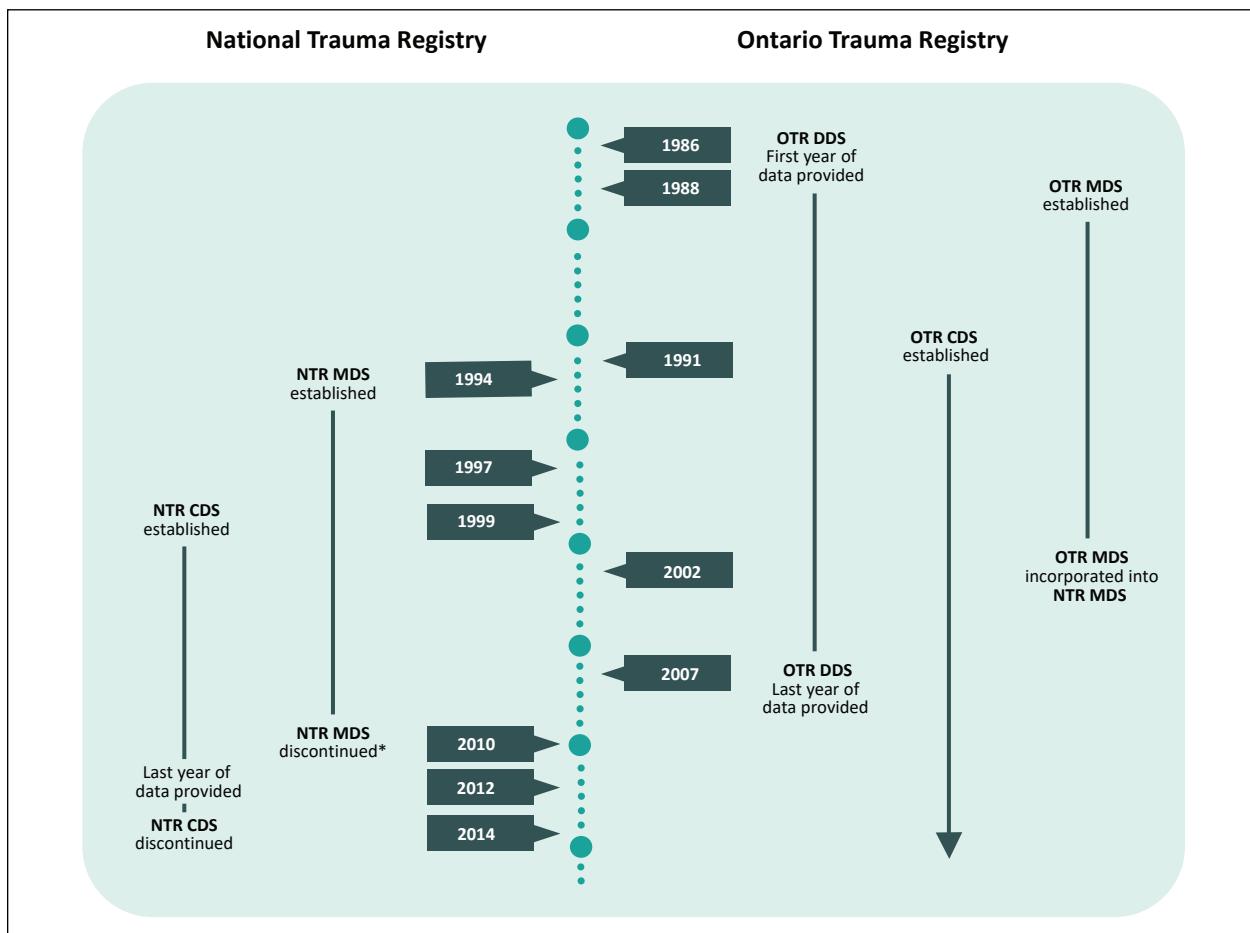 National Trauma Registry
Ontario Trauma Registry
1986
OTR DDS
First year of
data provided
1988
OTR MDS
established
1991
OTR CDS
established
NTR MDS
established
1994
1997
NTR CDS
established
1999
2002
OTR MDS
incorporated into
NTR MDS
2007
OTR DDS
Last year of
data provided
NTR MDS
discontinued*
2010
Last year of
data provided
2012
NTR CDS
discontinued
2014